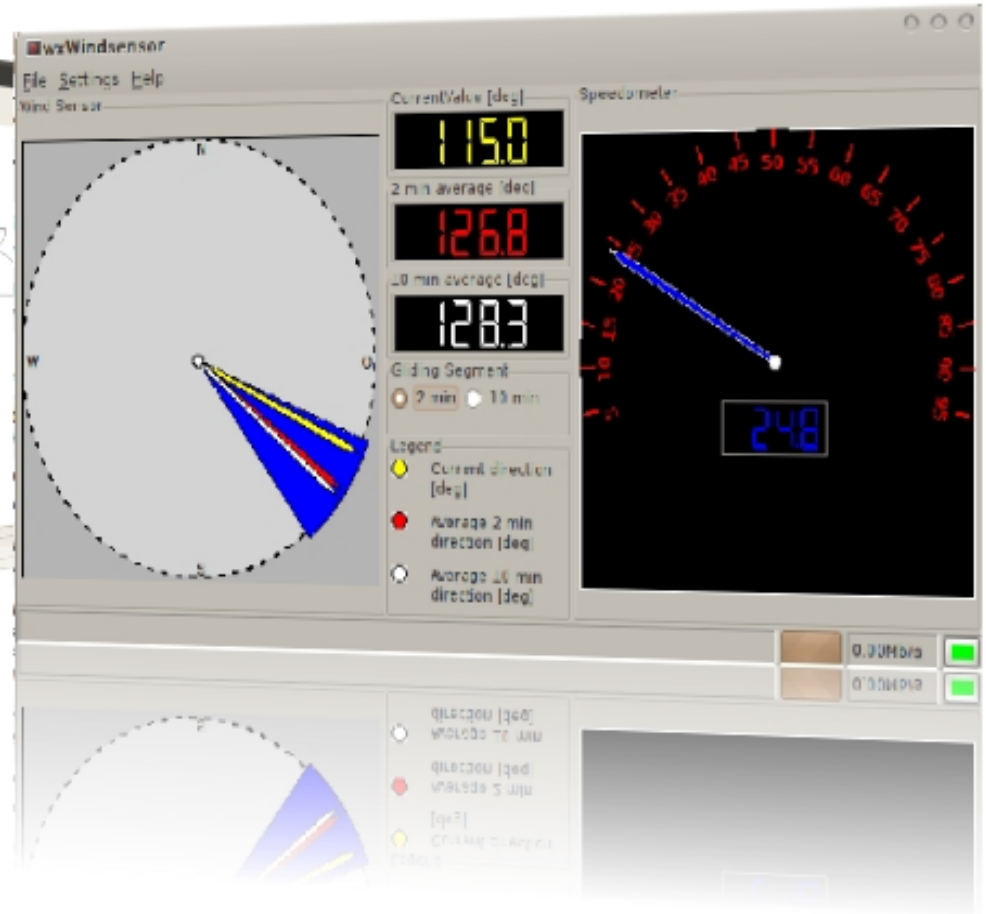 wxWindsensor
File Settings Help
Wind Sensor
N
W
O
S
CurrentValue [deg]
115.0
2 min average [deg]
126.8
10 min average [deg]
128.3
Gliding Segment
2 min 10 min
Legend
Current direction
[deg]
Average 2 min
direction [deg]
Average 10 min
direction [deg]
Speedometer
5 10 15 20 25 30 35 40 45 50 55 60 65 70 75 80 85 90 95
24.8
0.00Mb/s